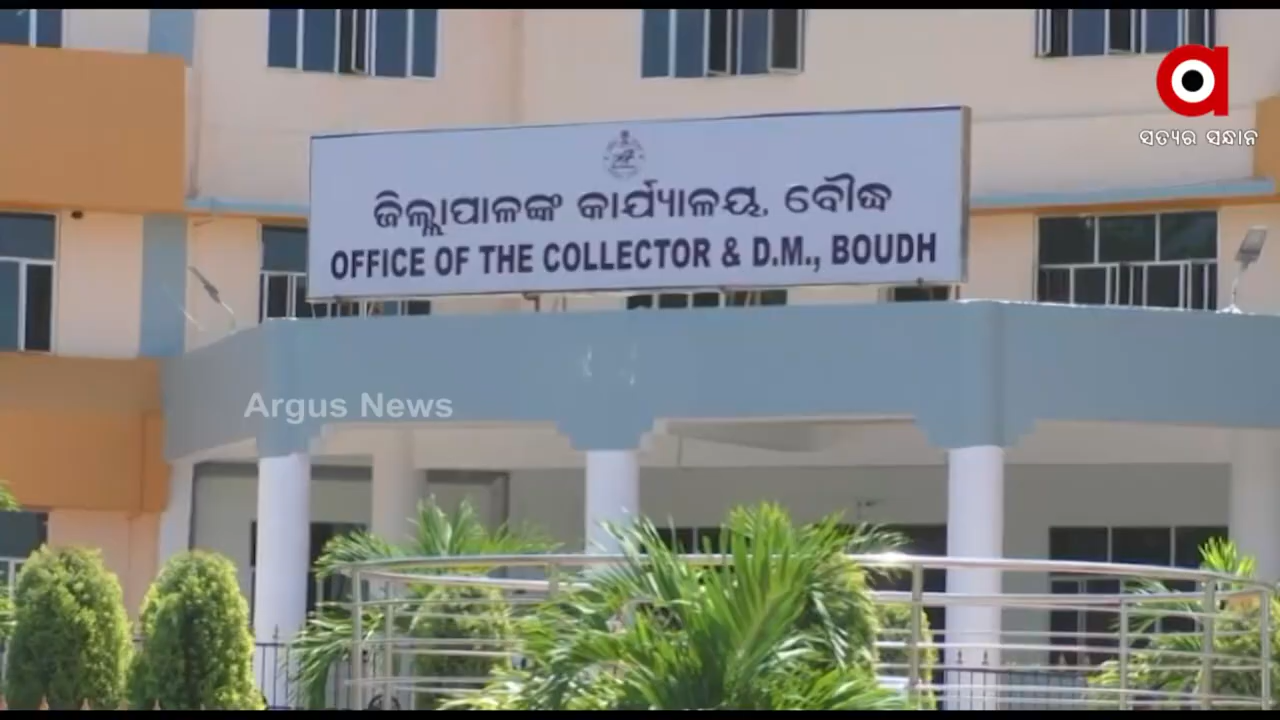 ସତ୍ୟର ସନ୍ଧାନ
ଜିଲ୍ଲାପାଳଙ୍କ କାର୍ଯ୍ୟାଳୟ, ବୌଦ୍ଧ
OFFICE OF THE COLLECTOR & D.M., BOUDH
Argus News